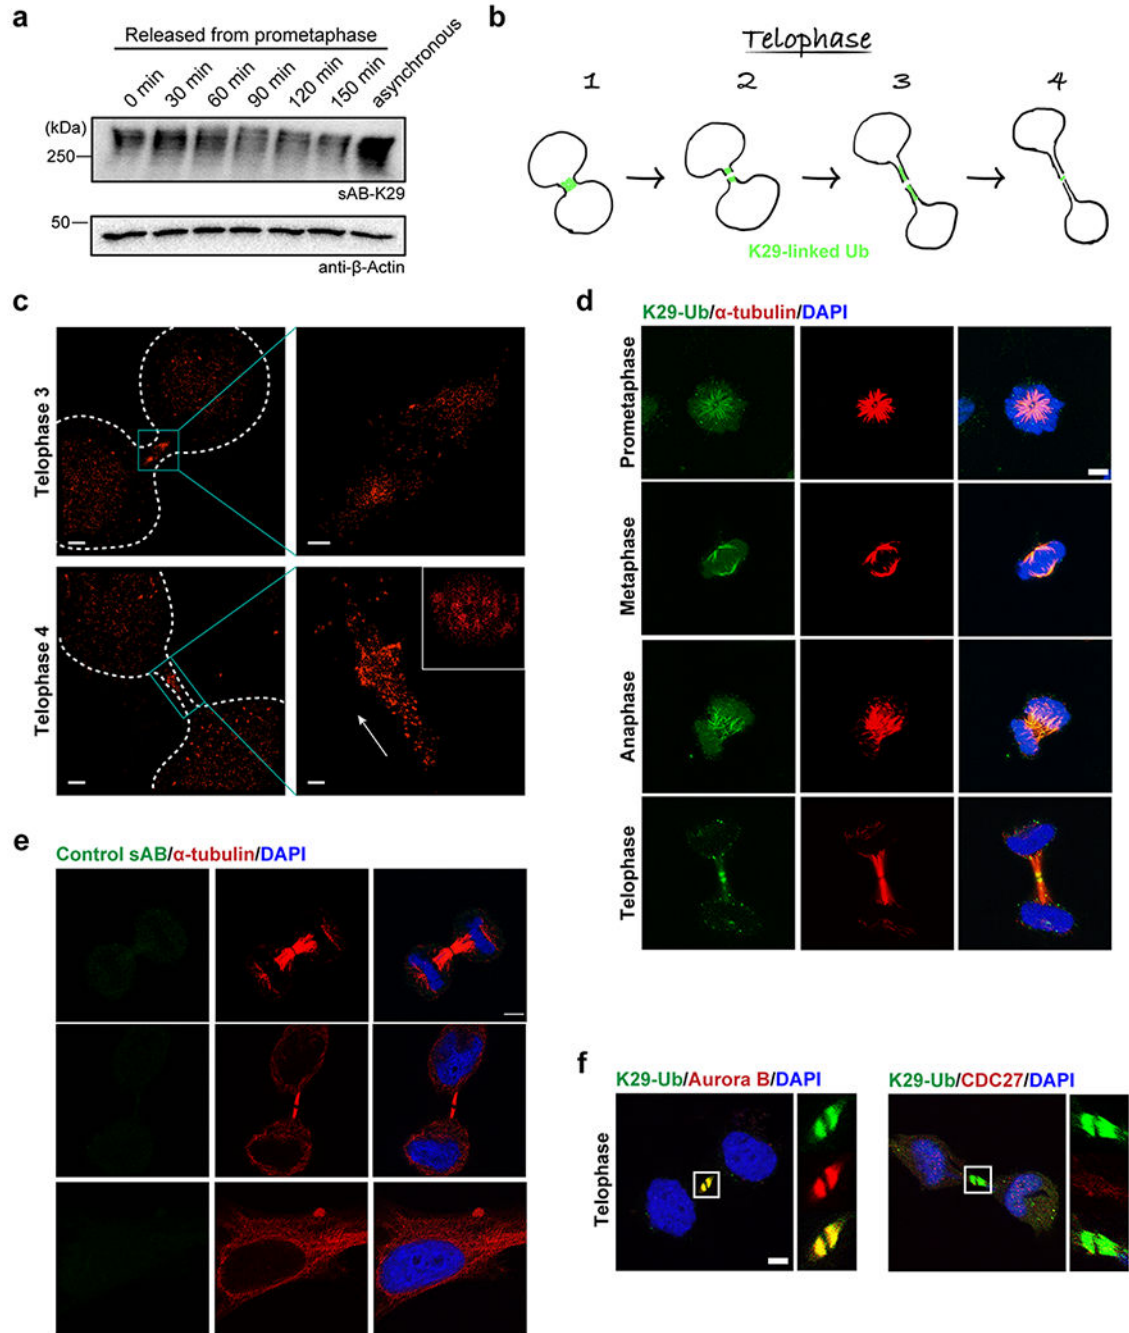 a
Released from prometaphase
0 min
30 min
60 min
90 min
120 min
150 min
asynchronous
(kDa)
250
sAB-K29
50
anti-β-Actin
b
Telophase
1 2 3 4
K29-linked Ub
c
Telophase 3
Telophase 4
d
K29-Ub/α-tubulin/DAPI
Prometaphase
Metaphase
Anaphase
Telophase
e
Control sAB/α-tubulin/DAPI
f
K29-Ub/Aurora B/DAPI
K29-Ub/CDC27/DAPI
Telophase